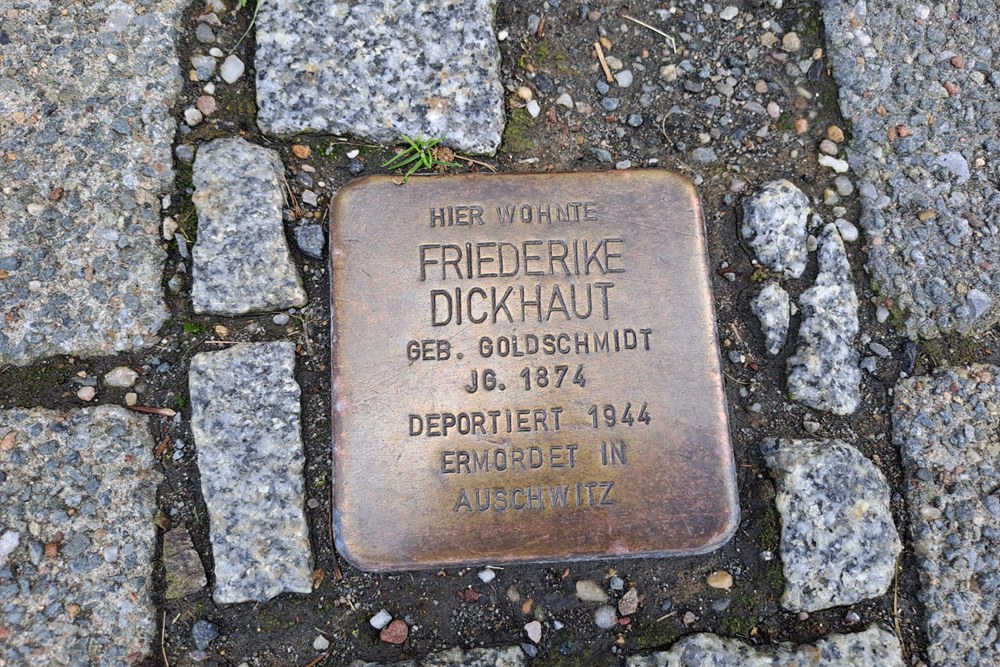 HIER WOHNTE
FRIEDERIKE
DICKHAUT
GEB. GOLDSCHMIDT
JG. 1874
DEPORTIERT 1944
ERMORDET IN
AUSCHWITZ